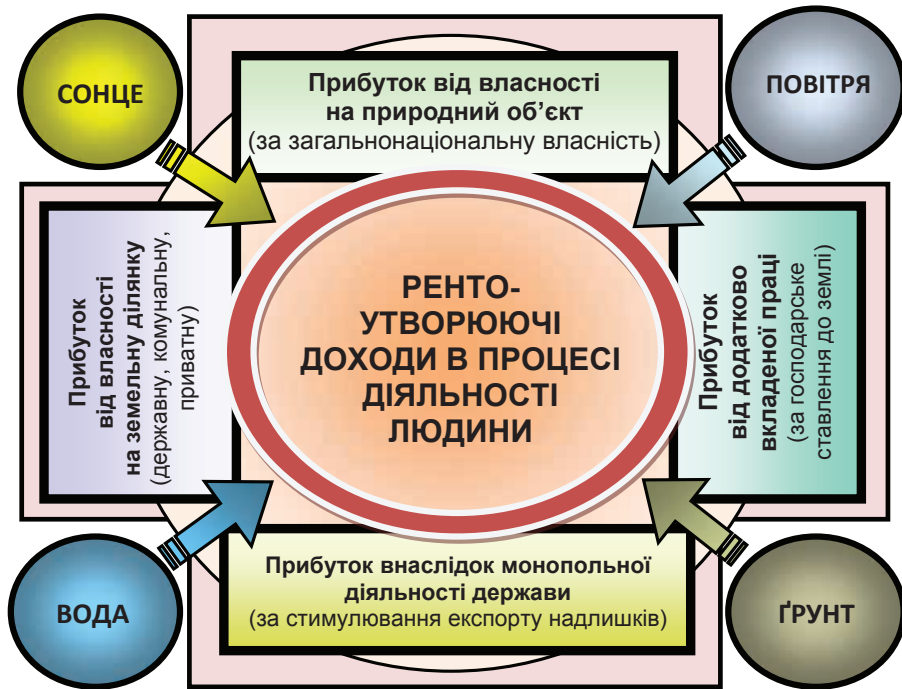 СОНЦЕ
Прибуток від власності
на природний об’єкт
(за загальнонаціональну власність)
ПОВІТРЯ
Прибуток
від власності
на земельну ділянку
(державну, комунальну,
приватну)
РЕНТО-
УТВОРЮЮЧІ
ДОХОДИ В ПРОЦЕСІ
ДІЯЛЬНОСТІ
ЛЮДИНИ
Прибуток
від додатково
вкладеної праці
(за господарське
ставлення до землі)
ВОДА
Прибуток внаслідок монопольної
діяльності держави
(за стимулювання експорту надлишків)
ҐРУНТ